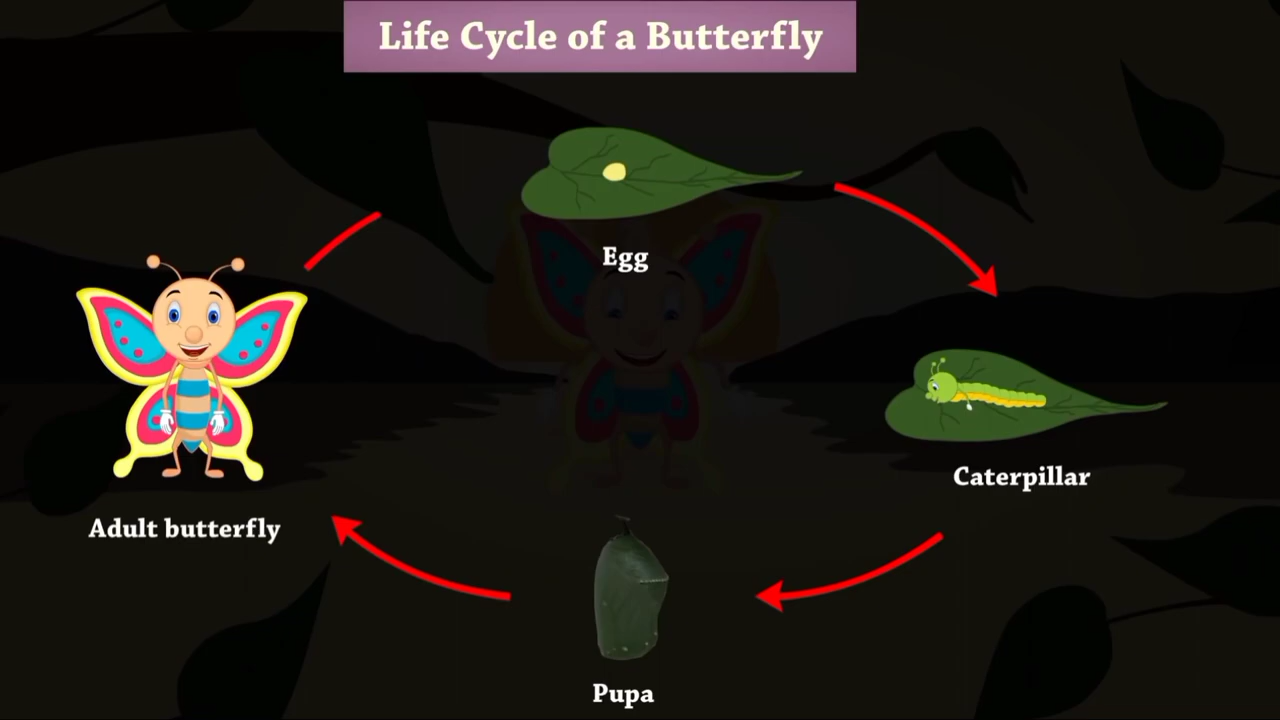 Life Cycle of a Butterfly
Egg
Caterpillar
Adult butterfly
Pupa